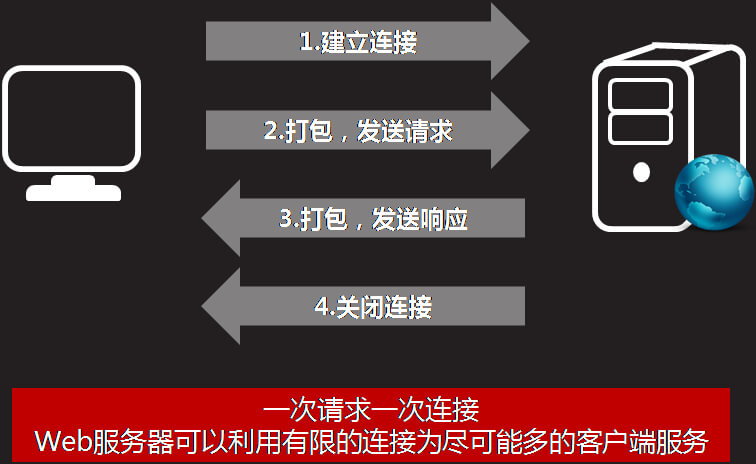 1.建立连接
2.打包，发送请求
3.打包，发送响应
4.关闭连接
一次请求一次连接
Web服务器可以利用有限的连接为尽可能多的客户端服务